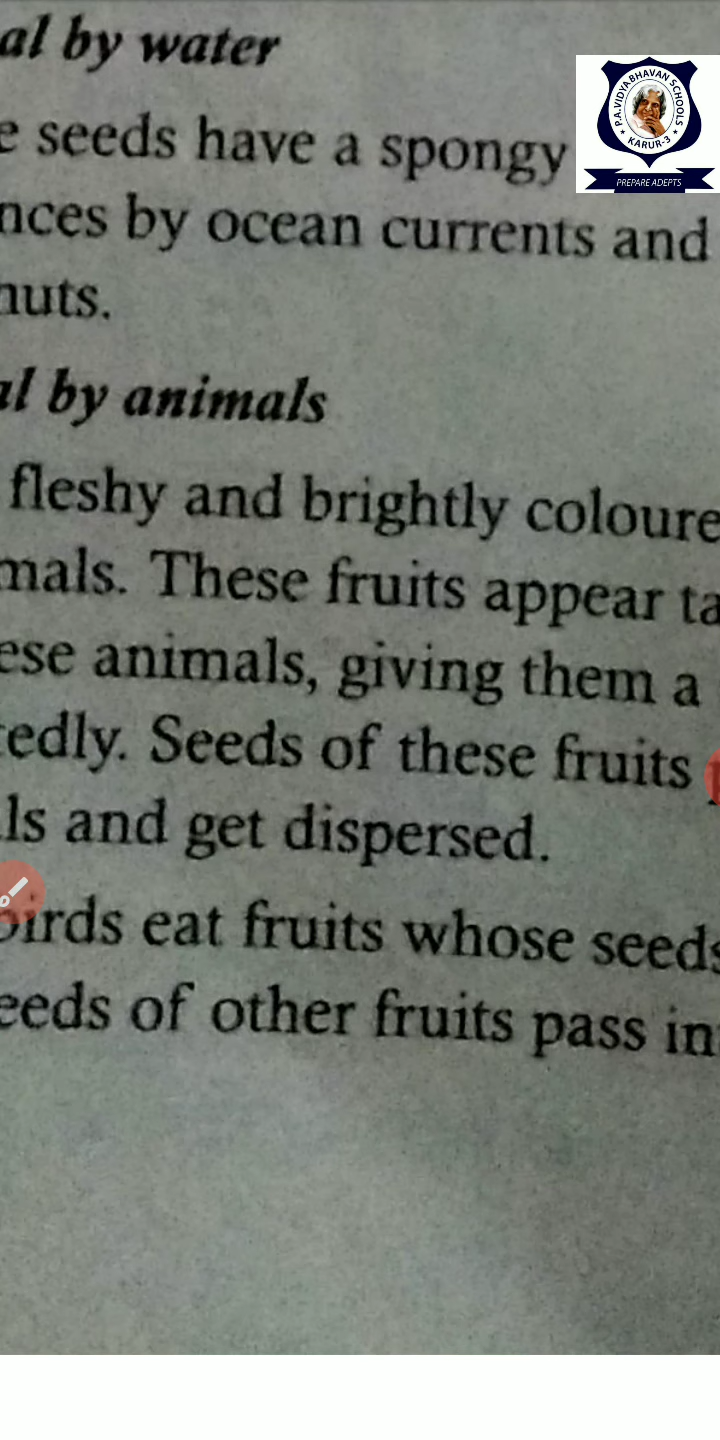 al by water
P.A.VIDYABHAVAN SCHOOLS
KARUR-3
PREPARE ADEPTS
e seeds have a spongy
nces by ocean currents and
nuts.
al by animals
fleshy and brightly coloure
mals. These fruits appear ta
ese animals, giving them a
tedly. Seeds of these fruits
ls and get dispersed.
birds eat fruits whose seeds
eeds of other fruits pass in